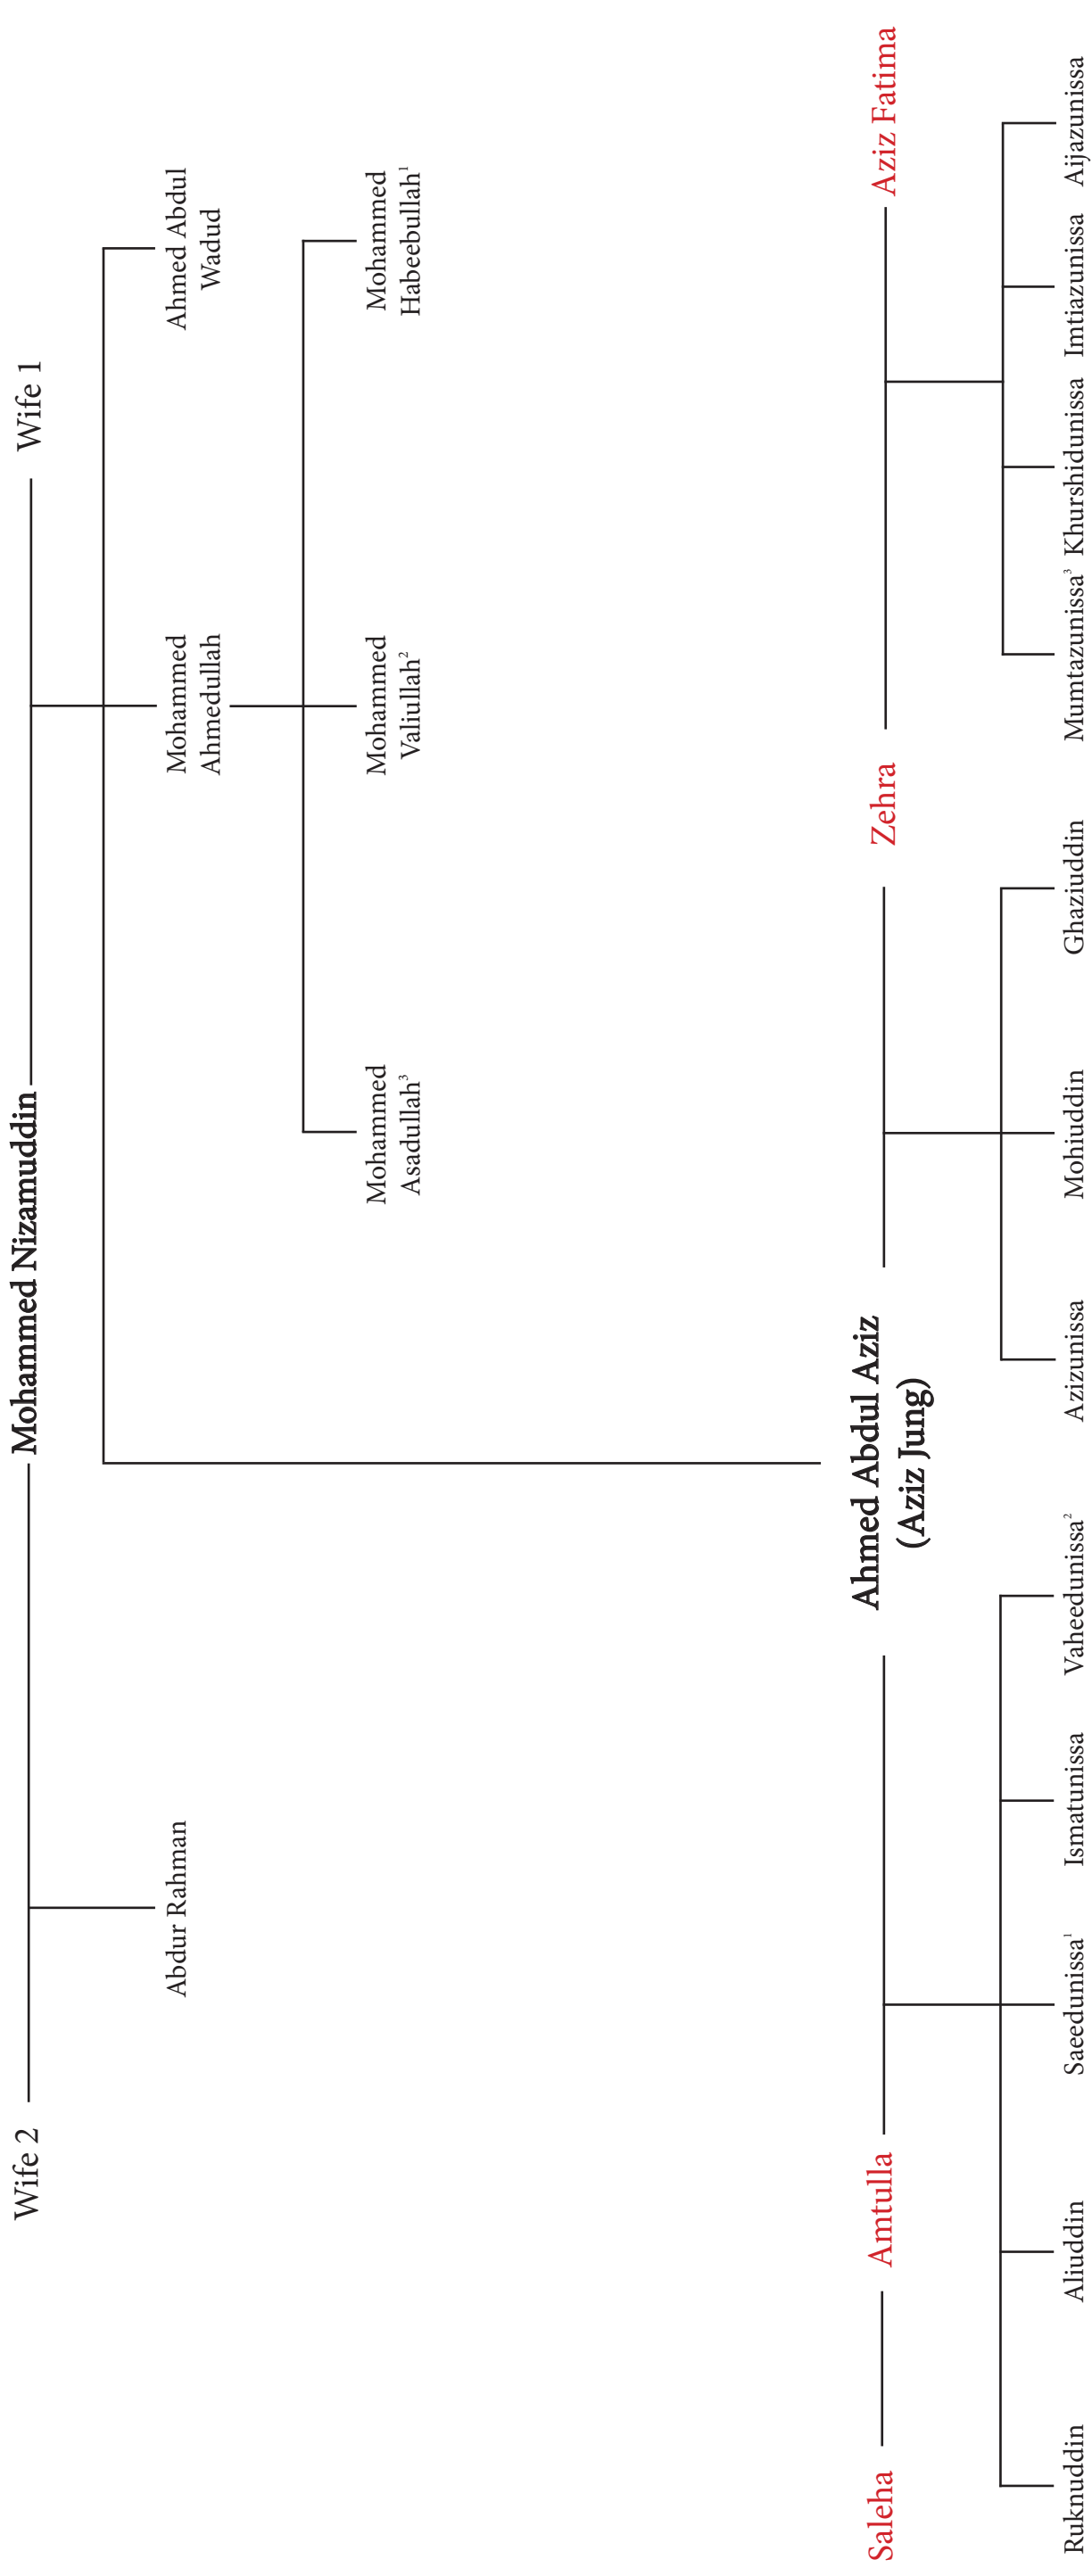 Wife 2
Mohammed Nizamuddin
Wife 1
Abdur Rahman
Mohammed
Ahmedullah
Ahmed Abdul
Wadud
Mohammed
Asadullah³
Mohammed
Valiullah²
Mohammed
Habeebullah¹
Saleha
Amtulla
Ahmed Abdul Aziz
(Aziz Jung)
Zehra
Aziz Fatima
Ruknuddin
Aliuddin
Saeedunissa¹
Ismatunissa
Vaheedunissa²
Azizunissa
Mohiuddin
Ghaziuddin
Mumtazunissa³
Khurshidunissa
Imtiazunissa
Aijazunissa